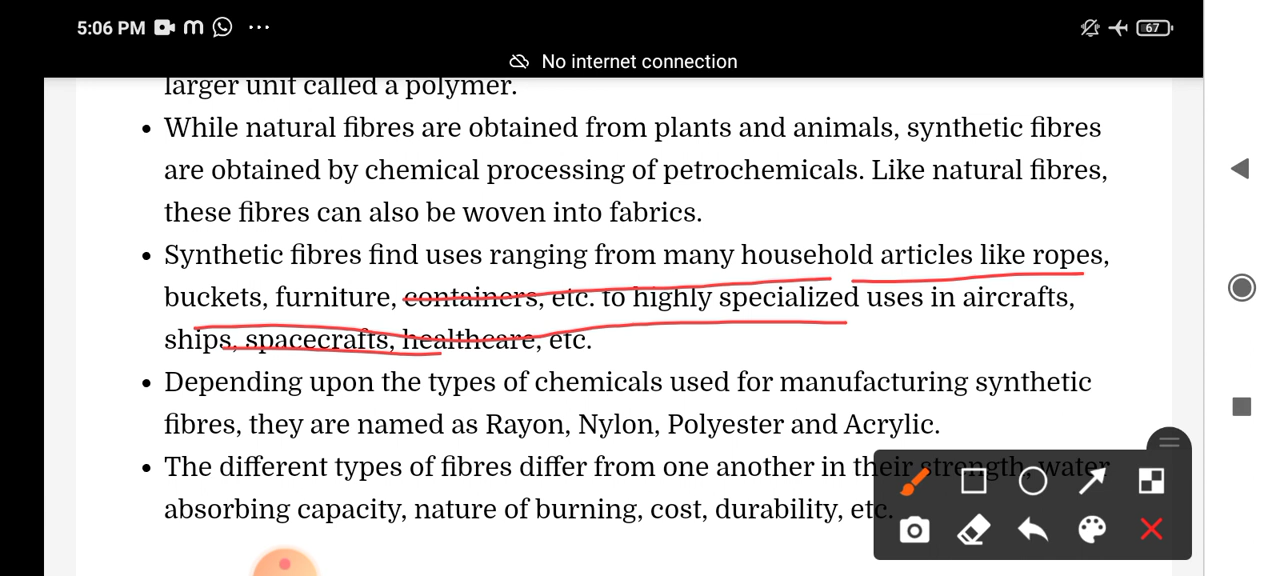 5:06 PM m ··· 67
No internet connection
larger unit called a polymer.
• While natural fibres are obtained from plants and animals, synthetic fibres
are obtained by chemical processing of petrochemicals. Like natural fibres,
these fibres can also be woven into fabrics.
• Synthetic fibres find uses ranging from many household articles like ropes,
buckets, furniture, containers, etc. to highly specialized uses in aircrafts,
ships, spacecrafts, healthcare, etc.
• Depending upon the types of chemicals used for manufacturing synthetic
fibres, they are named as Rayon, Nylon, Polyester and Acrylic.
• The different types of fibres differ from one another in their strength, water
absorbing capacity, nature of burning, cost, durability, etc.